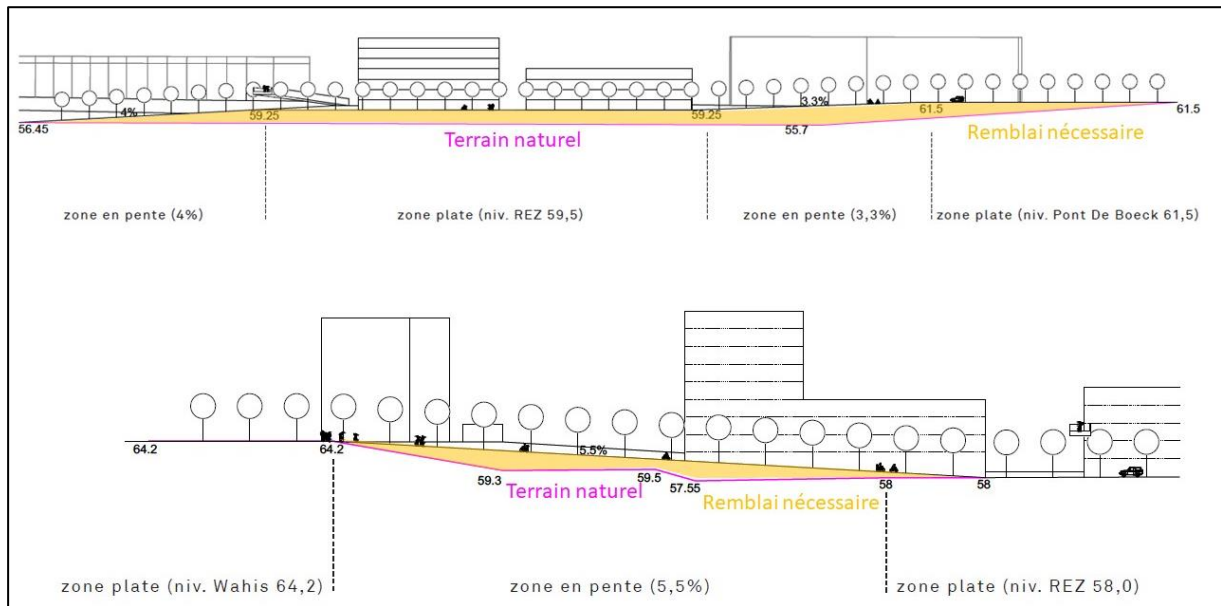 4%
3.3%
56.45
59.25
59.25
55.7
61.5
61.5
Terrain naturel
Remblai nécessaire
zone en pente (4%)
zone plate (niv. REZ 59,5)
zone en pente (3,3%)
zone plate (niv. Pont De Boeck 61,5)
64.2
64.2
5.5%
59.3
59.5
57.55
58
58
Terrain naturel
Remblai nécessaire
zone plate (niv. Wahis 64,2)
zone en pente (5,5%)
zone plate (niv. REZ 58,0)